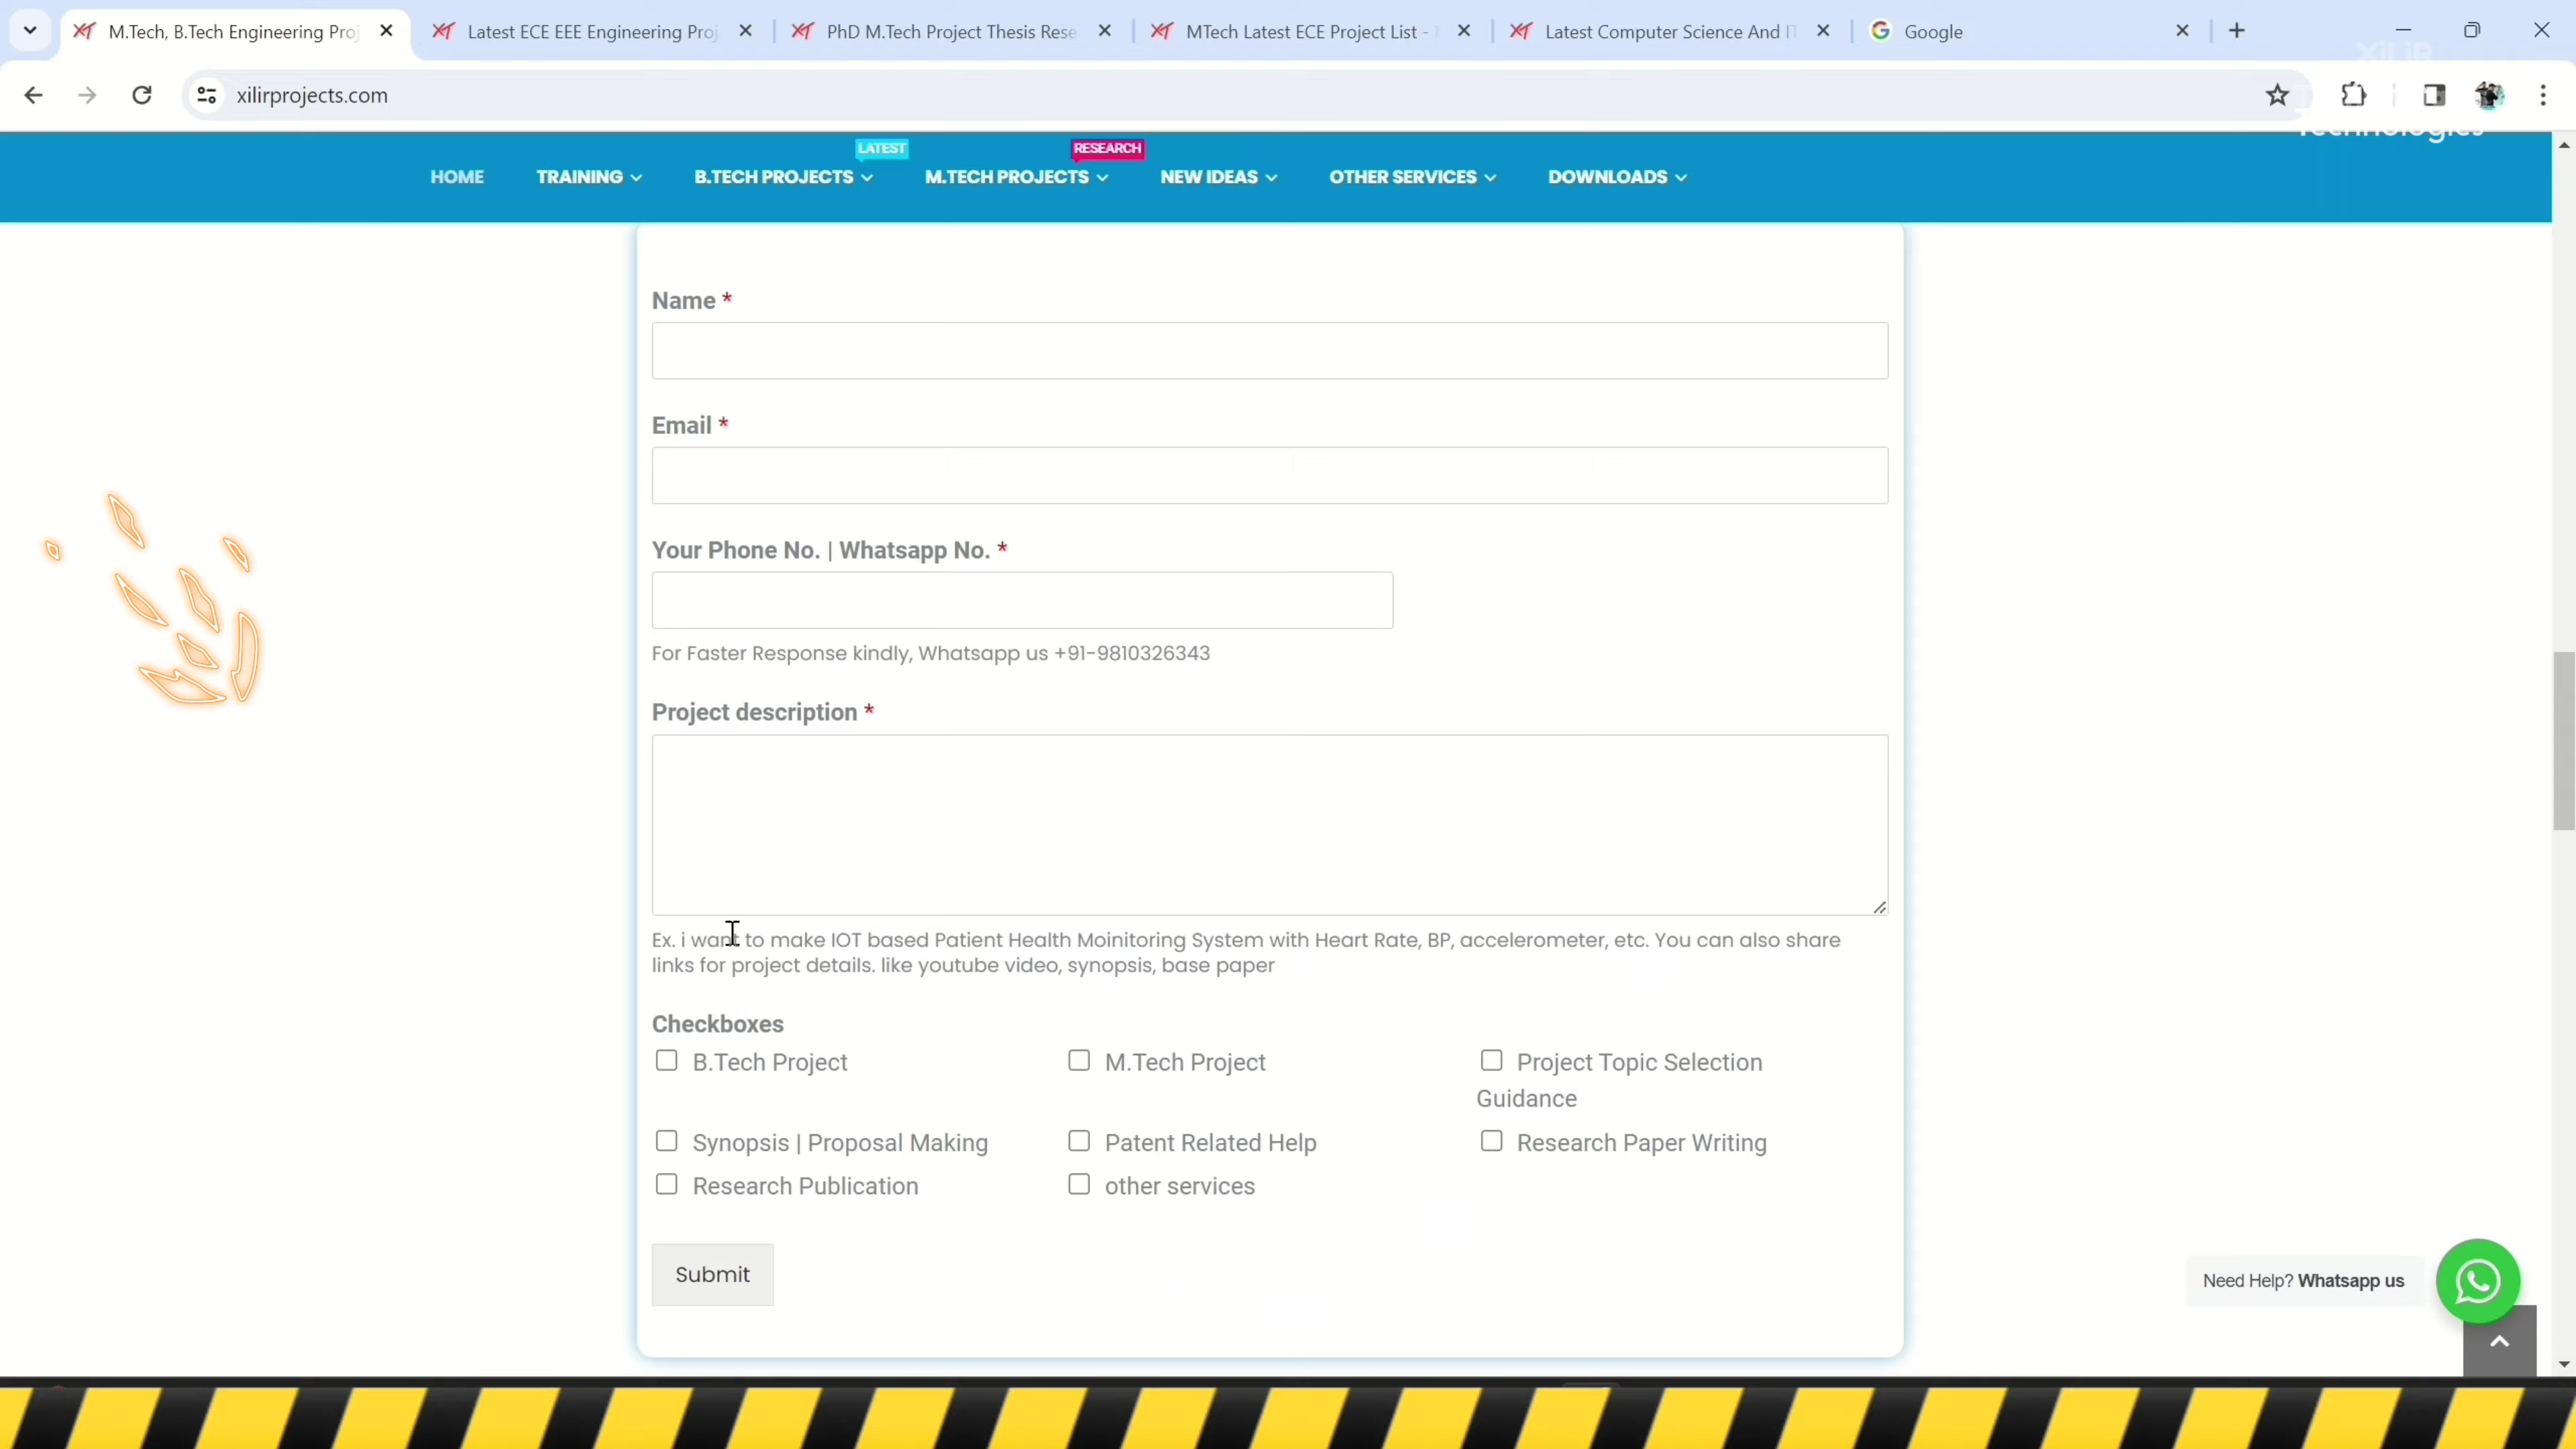 M.Tech, B.Tech Engineering Proj
Latest ECE EEE Engineering Proj
PhD M.Tech Project Thesis Rese
MTech Latest ECE Project List -
Latest Computer Science And IT
Google
xilirprojects.com
XiLiR
Technologies
LATEST
RESEARCH
HOME
TRAINING
B.TECH PROJECTS
M.TECH PROJECTS
NEW IDEAS
OTHER SERVICES
DOWNLOADS
Name *
Email *
Your Phone No. | Whatsapp No. *
For Faster Response kindly, Whatsapp us +91-9810326343
Project description *
Ex. i want to make IOT based Patient Health Moinitoring System with Heart Rate, BP, accelerometer, etc. You can also share
links for project details. like youtube video, synopsis, base paper
Checkboxes
B.Tech Project
M.Tech Project
Project Topic Selection
Guidance
Synopsis | Proposal Making
Patent Related Help
Research Paper Writing
Research Publication
other services
Submit
Need Help? Whatsapp us